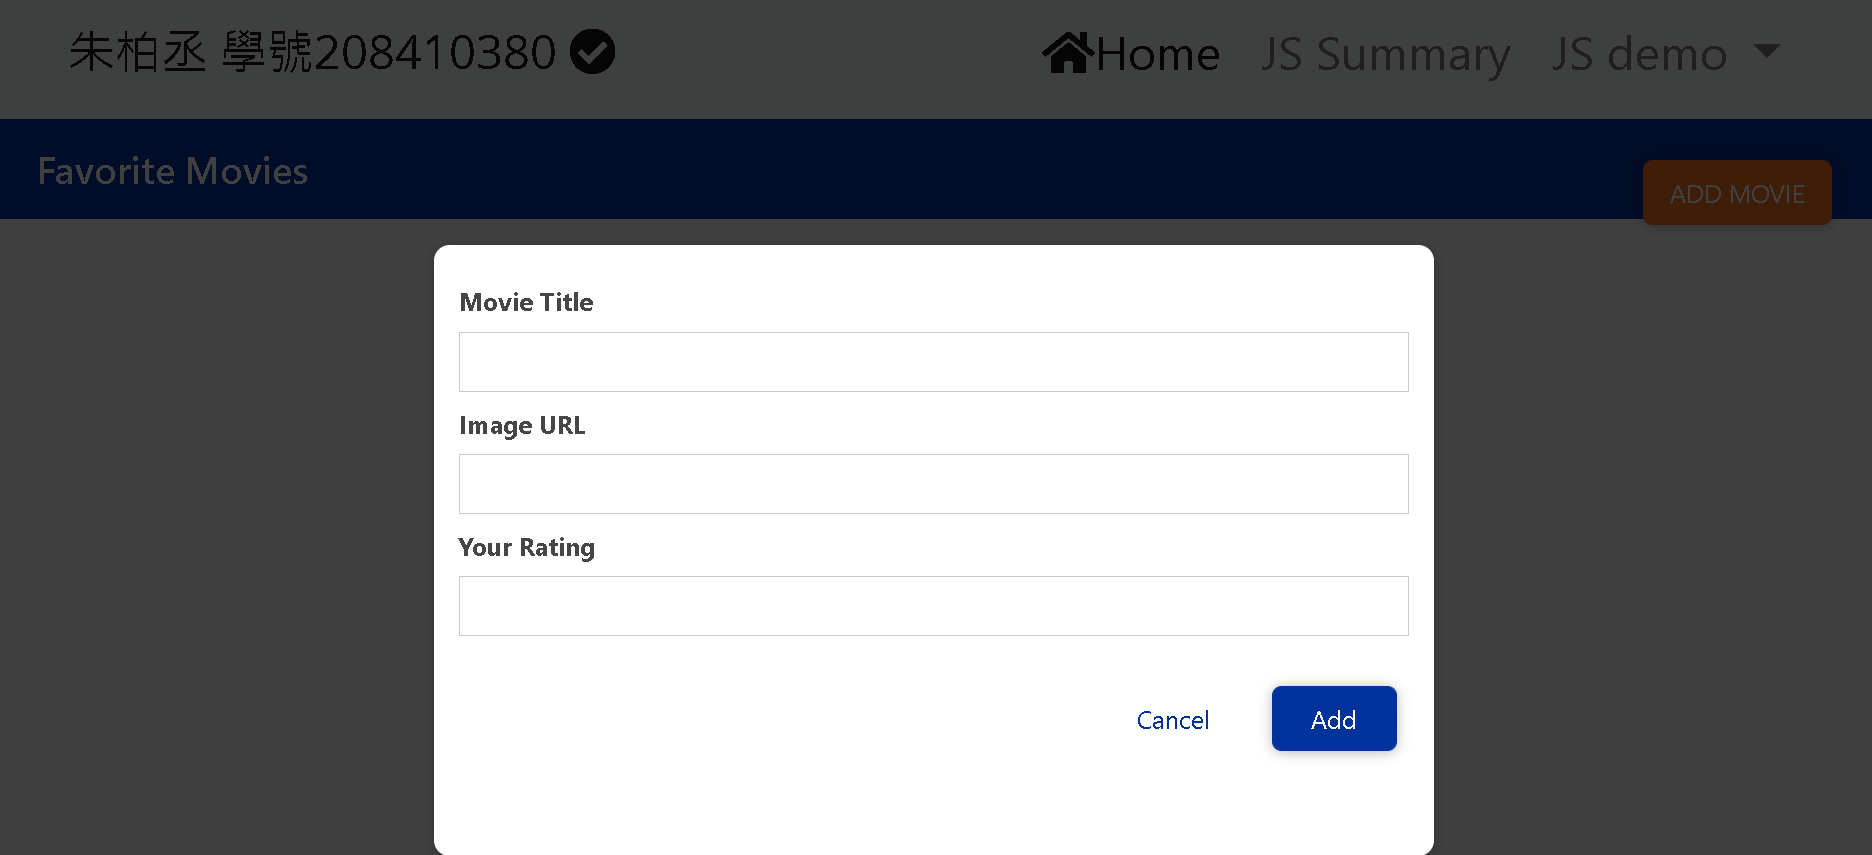 朱柏丞 學號208410380 Home JS Summary JS demo
Favorite Movies
ADD MOVIE
Movie Title
Image URL
Your Rating
Cancel Add